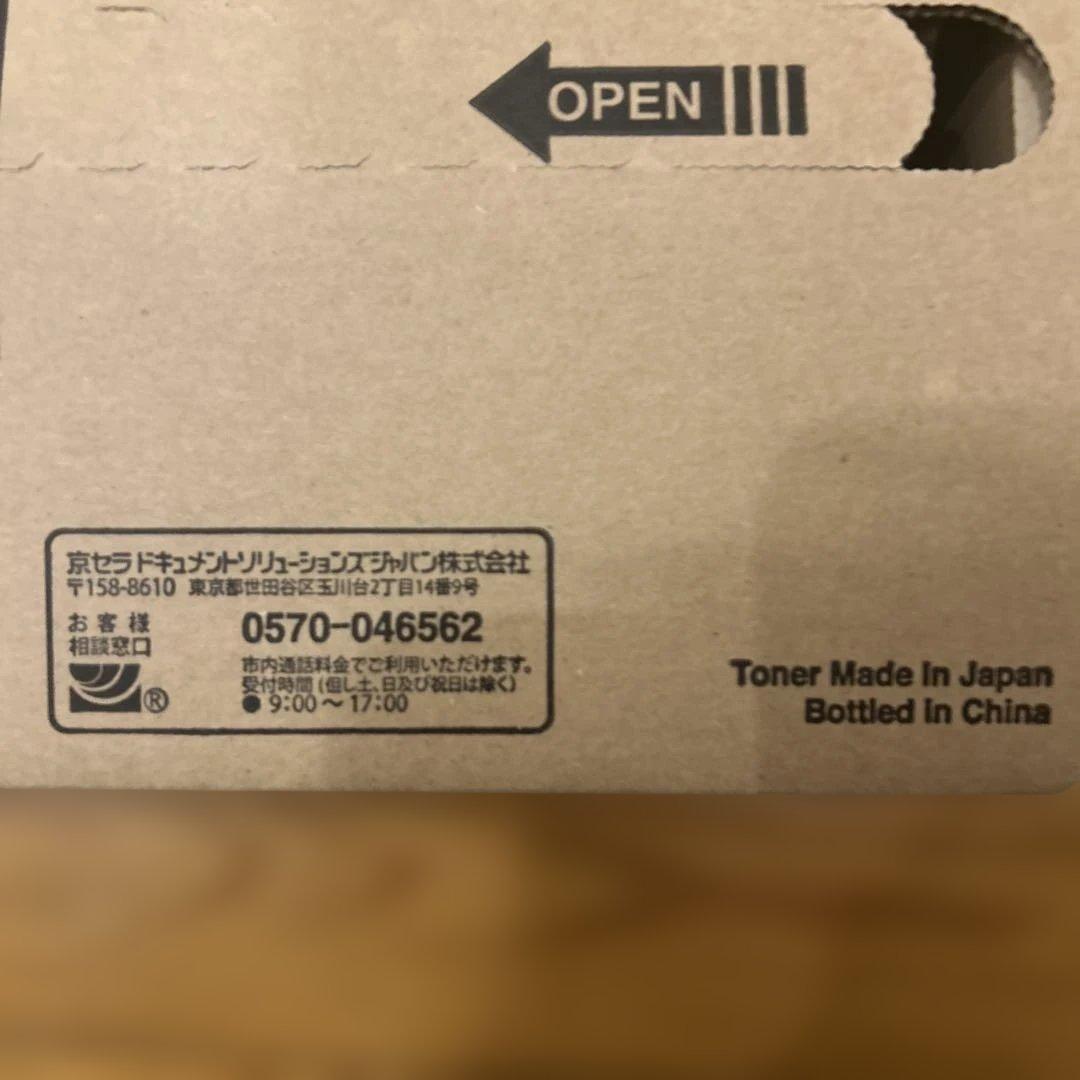 OPEN
京セラドキュメントソリューションズジャパン株式会社
〒158-8610 東京都世田谷区玉川台2丁目14番9号
お客様
相談窓口
0570-046562
市内通話料金でご利用いただけます。
受付時間(但し土、日及び祝日は除く)
● 9:00～17:00
®
Toner Made In Japan
Bottled In China